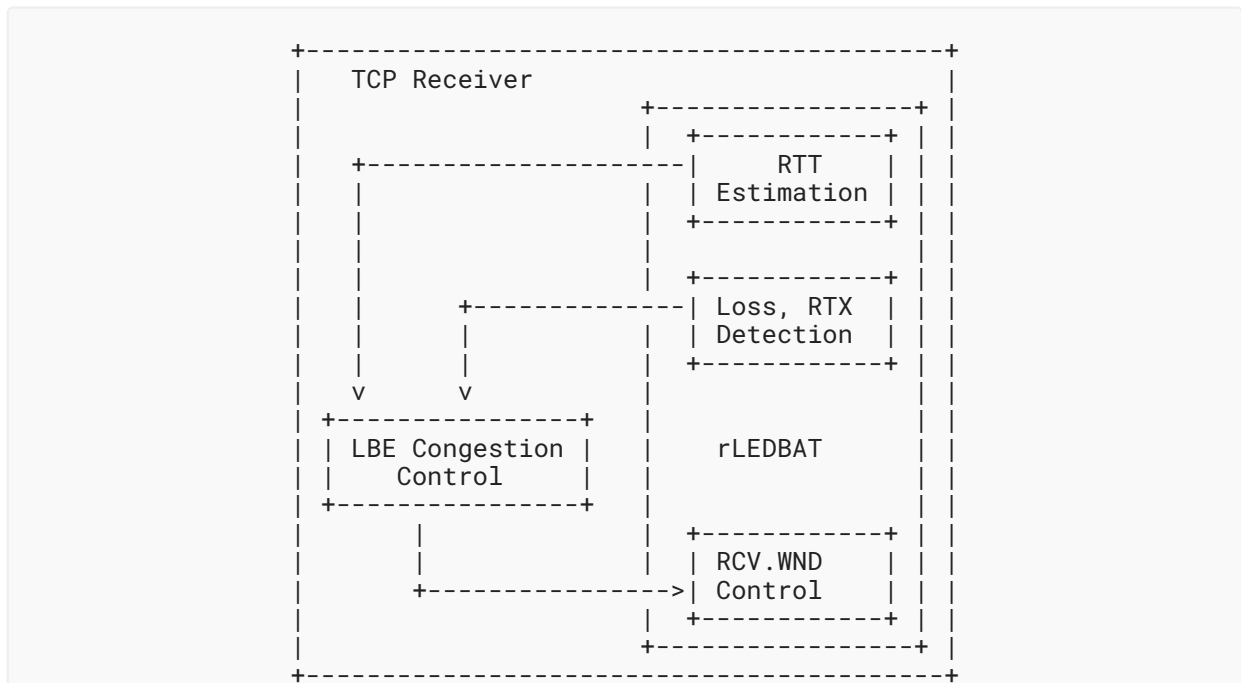 TCP Receiver
RTT
Estimation
Loss, RTX
Detection
LBE Congestion
Control
rLEDBAT
RCV.WND
Control